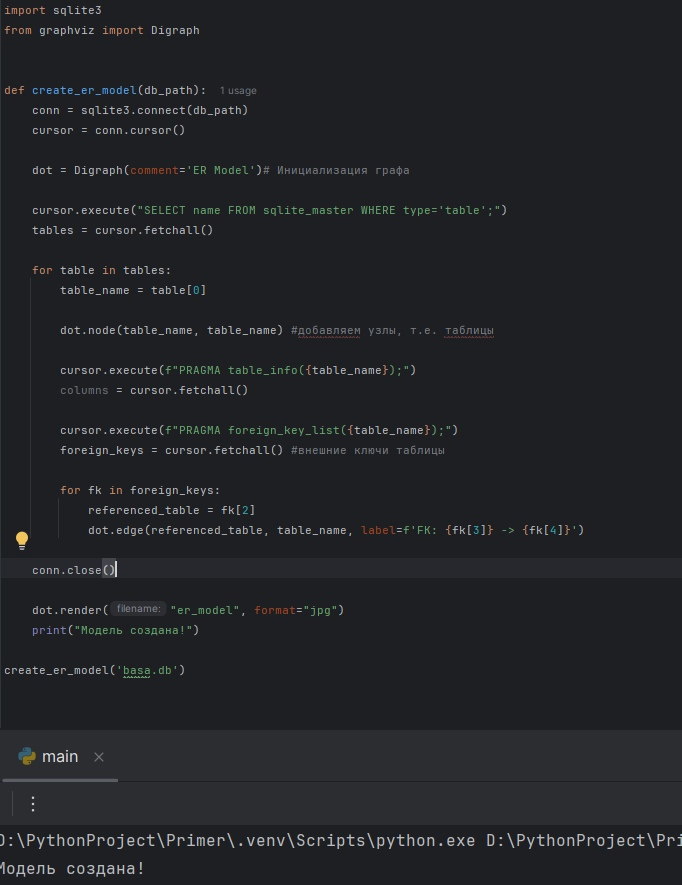 import sqlite3
from graphviz import Digraph
def create_er_model(db_path): 1 usage
conn = sqlite3.connect(db_path)
cursor = conn.cursor()
dot = Digraph(comment='ER Model')# Инициализация графа
cursor.execute("SELECT name FROM sqlite_master WHERE type='table';")
tables = cursor.fetchall()
for table in tables:
table_name = table[0]
dot.node(table_name, table_name) #добавляем узлы, т.е. таблицы
cursor.execute(f"PRAGMA table_info({table_name});")
columns = cursor.fetchall()
cursor.execute(f"PRAGMA foreign_key_list({table_name});")
foreign_keys = cursor.fetchall() #внешние ключи таблицы
for fk in foreign_keys:
referenced_table = fk[2]
dot.edge(referenced_table, table_name, label=f'FK: {fk[3]} -> {fk[4]}')
conn.close()
dot.render( filename: "er_model", format="jpg")
print("Модель создана!")
create_er_model('basa.db')
main
D:\PythonProject\Primer\.venv\Scripts\python.exe D:\PythonProject\Pri
Модель создана!